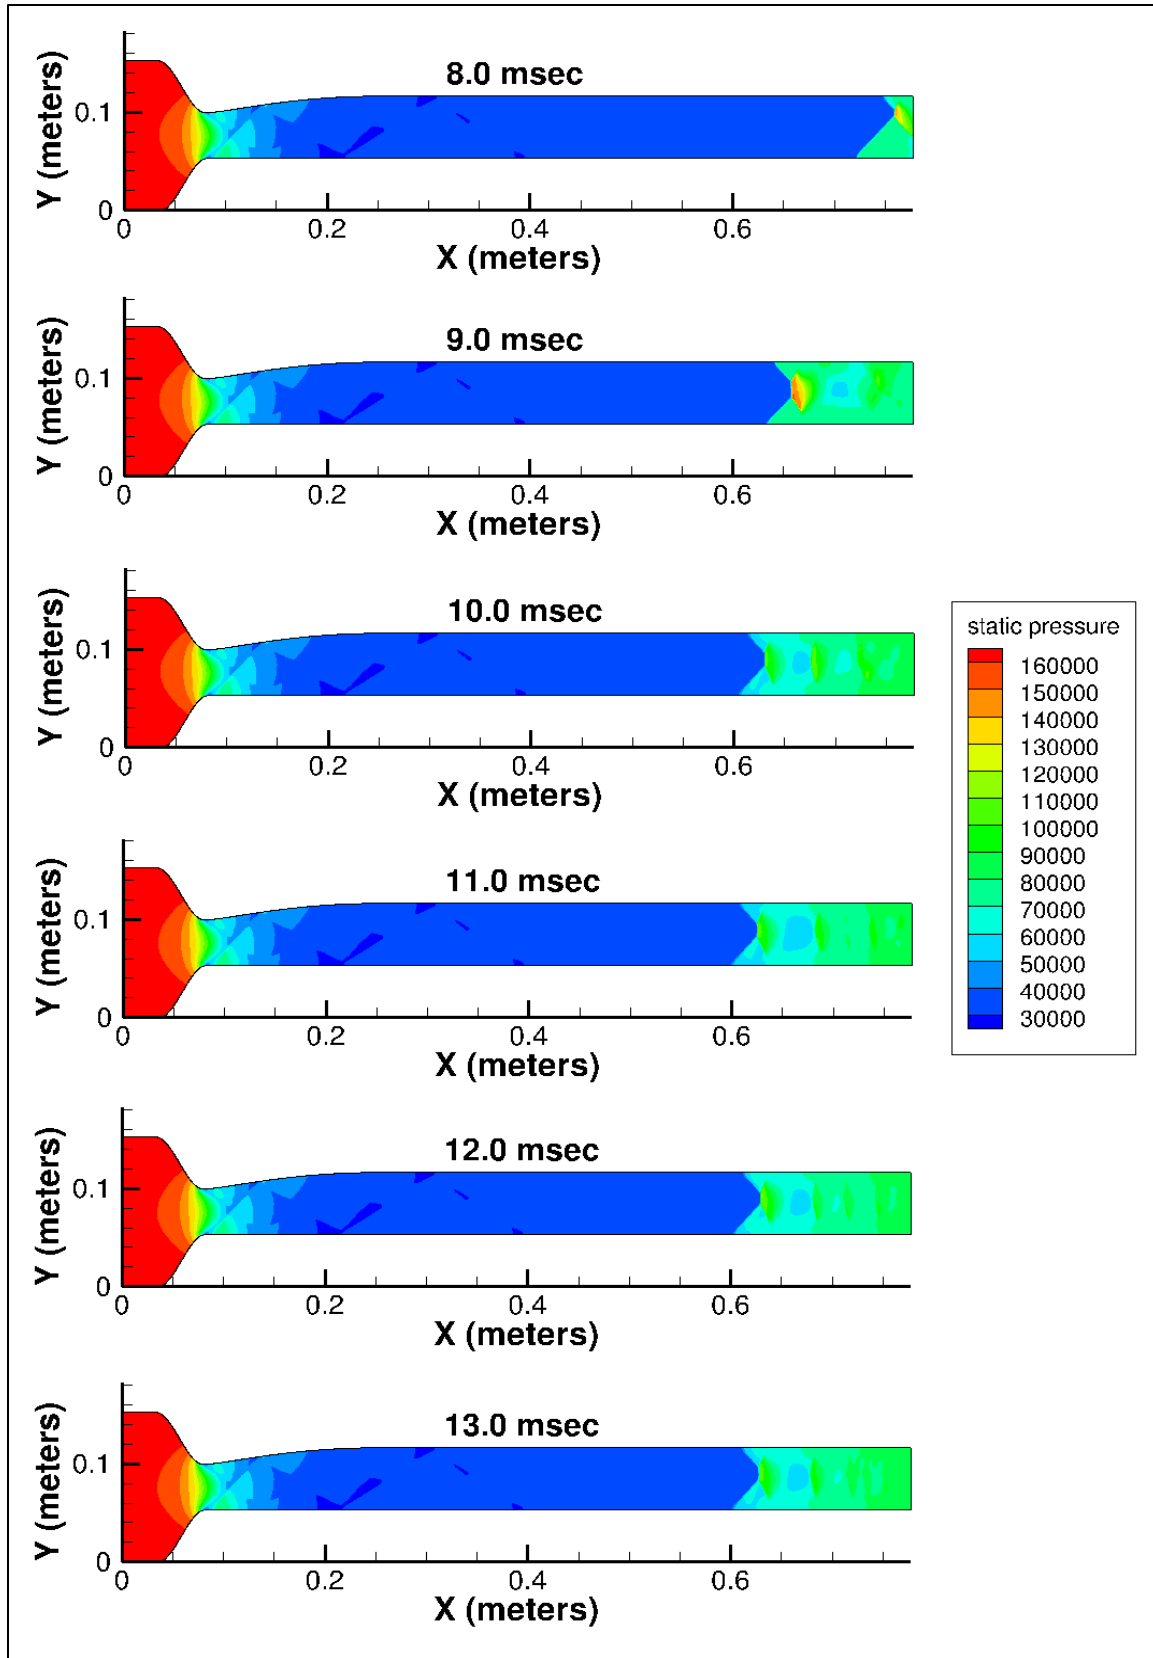 8.0 msec
Y (meters)
0.1
0
0 0.2 0.4 0.6
X (meters)
9.0 msec
Y (meters)
0.1
0
0 0.2 0.4 0.6
X (meters)
10.0 msec
Y (meters)
0.1
0
0 0.2 0.4 0.6
X (meters)
static pressure
160000
150000
140000
130000
120000
110000
100000
90000
80000
70000
60000
50000
40000
30000
11.0 msec
Y (meters)
0.1
0
0 0.2 0.4 0.6
X (meters)
12.0 msec
Y (meters)
0.1
0
0 0.2 0.4 0.6
X (meters)
13.0 msec
Y (meters)
0.1
0
0 0.2 0.4 0.6
X (meters)